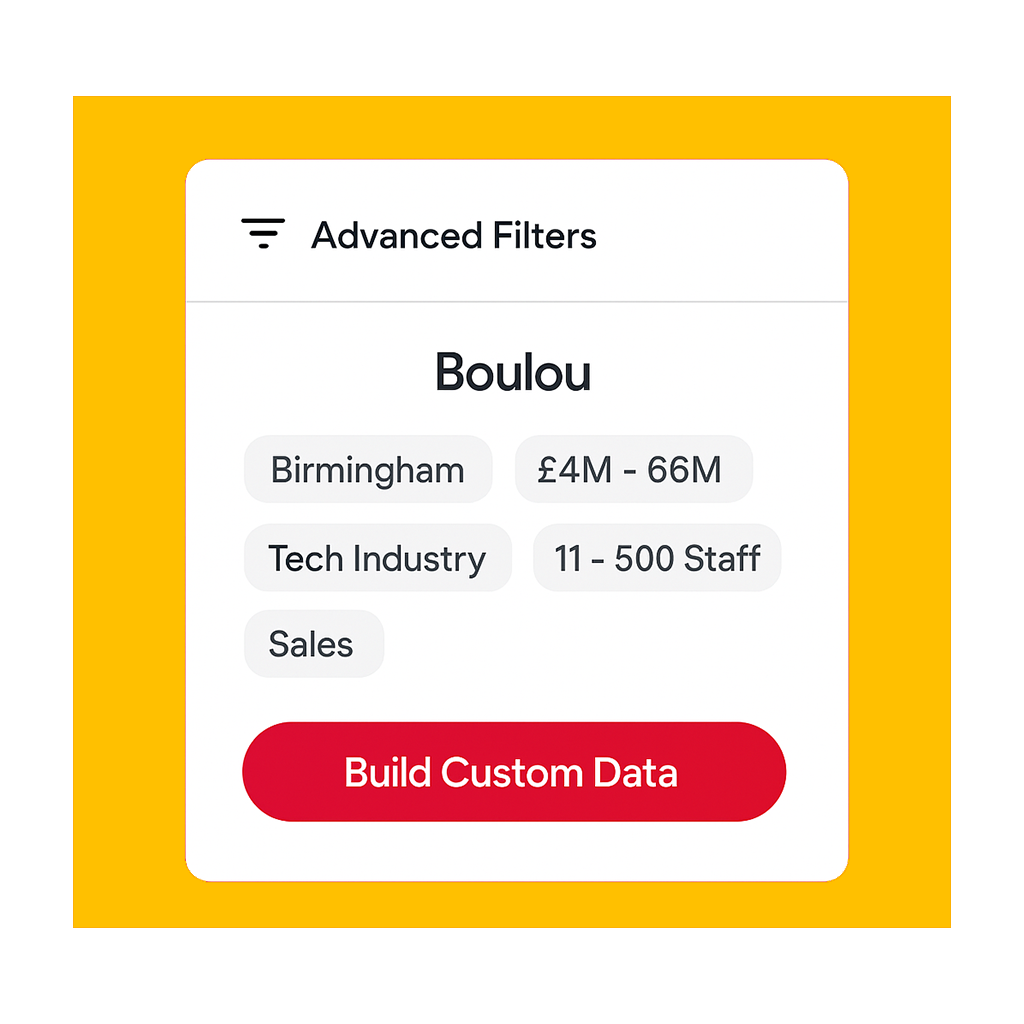 Advanced Filters
Boulou
Birmingham £4M - 66M
Tech Industry 11 - 500 Staff
Sales
Build Custom Data